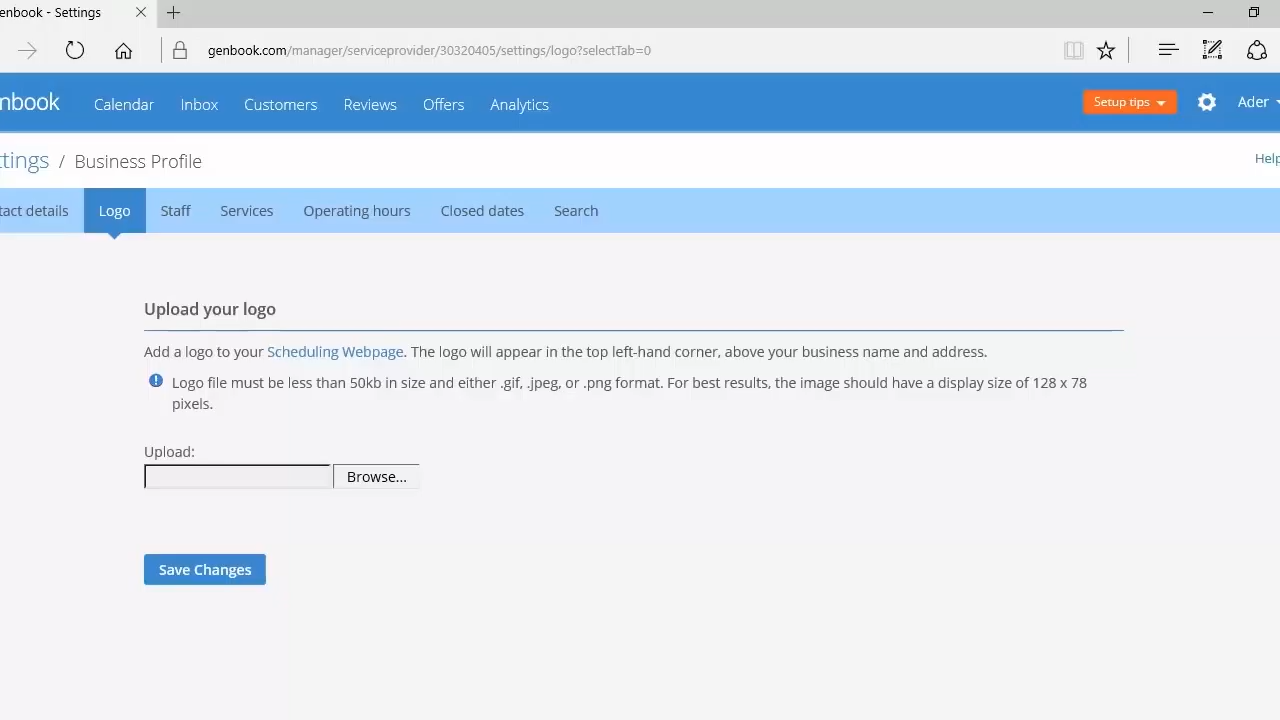 enbook - Settings
genbook.com/manager/serviceprovider/30320405/settings/logo?selectTab=0
nbook Calendar Inbox Customers Reviews Offers Analytics Setup tips Ader
ttings / Business Profile Help
tact details Logo Staff Services Operating hours Closed dates Search
Upload your logo
Add a logo to your Scheduling Webpage. The logo will appear in the top left-hand corner, above your business name and address.
Logo file must be less than 50kb in size and either .gif, .jpeg, or .png format. For best results, the image should have a display size of 128 x 78
pixels.
Upload:
Browse...
Save Changes